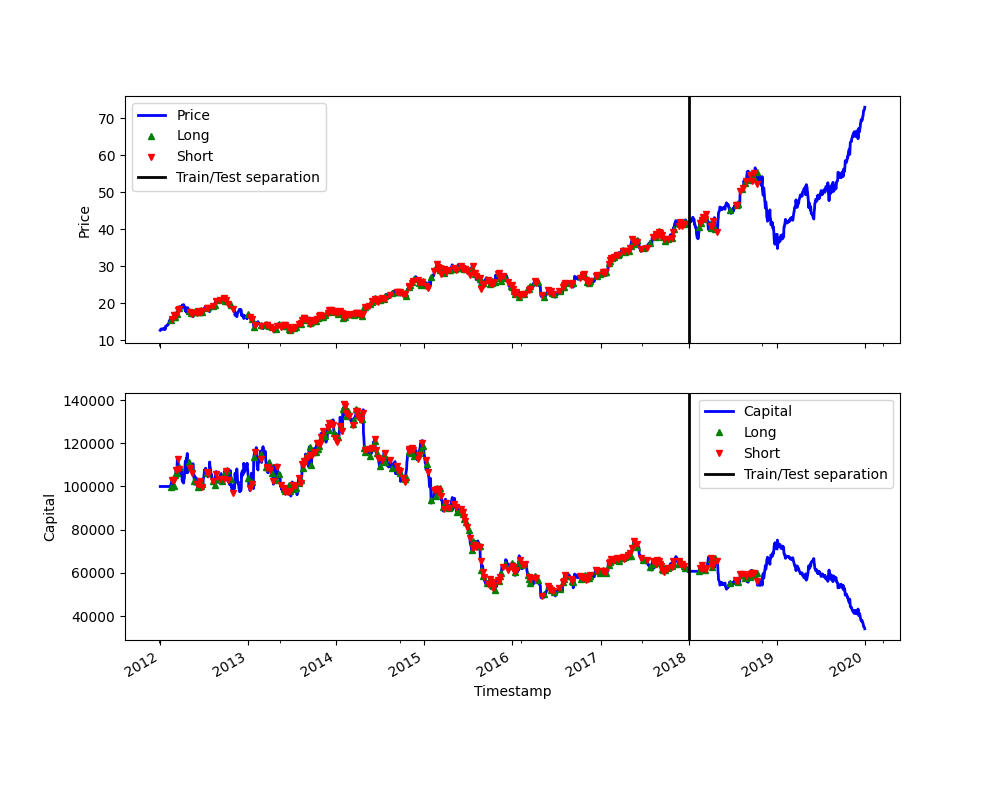 Price
Long
Short
Train/Test separation
70
60
50
40
30
20
10
Price
Capital
Long
Short
Train/Test separation
140000
120000
100000
80000
60000
40000
Capital
2012
2013
2014
2015
2016
2017
2018
2019
2020
Timestamp